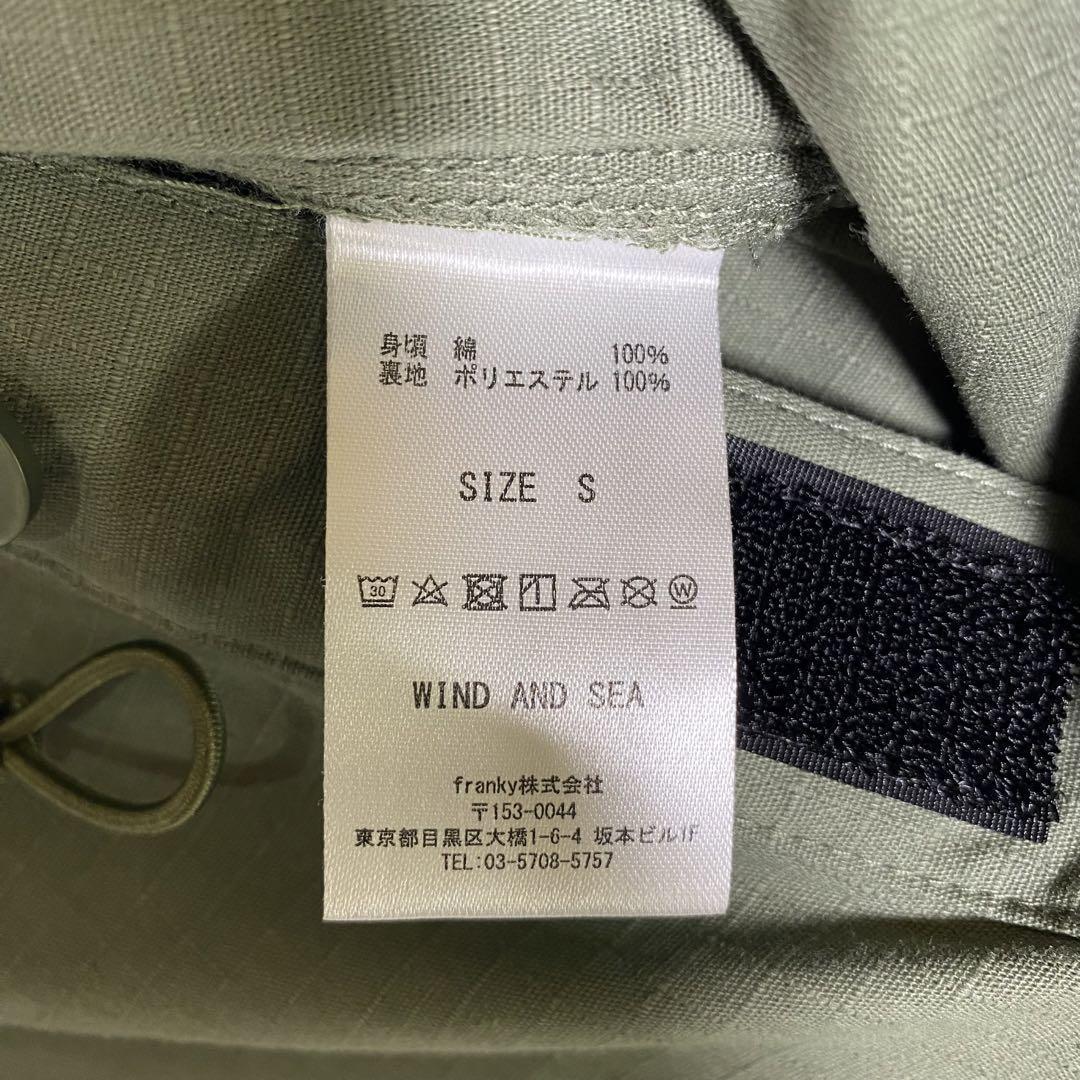 身頃 綿 100%
裏地 ポリエステル 100%
SIZE S
30 W
WIND AND SEA
franky株式会社
〒153-0044
東京都目黒区大橋1-6-4 坂本ビル1F
TEL:03-5708-5757